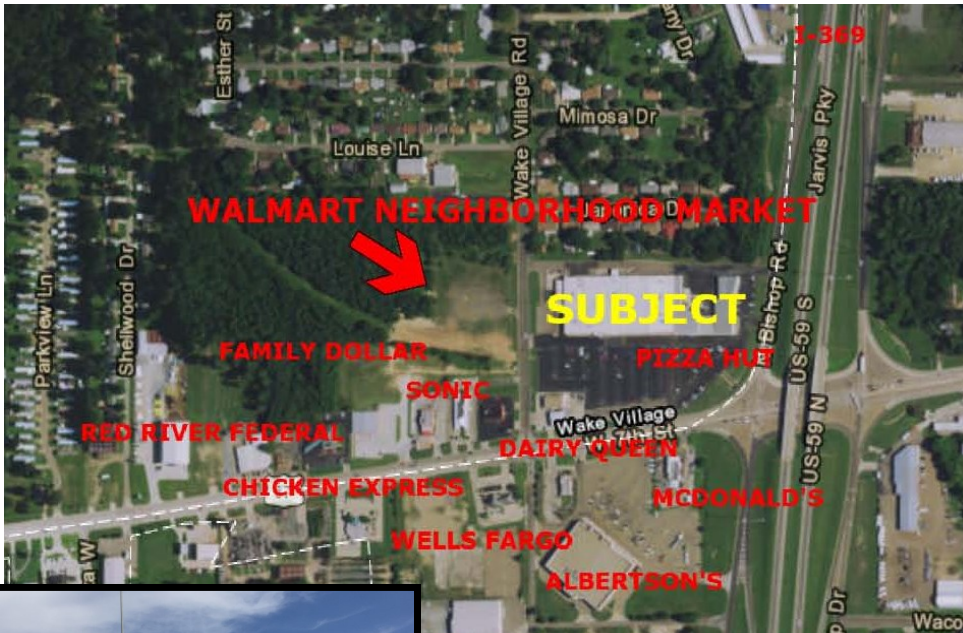 I-369
Esther St
Wake Village Rd
Mimosa Dr
Jarvis Pky
Louise Ln
WALMART NEIGHBORHOOD MARKET
Shellwood Dr
Parkview Ln
Bishop Rd
US-59 S
SUBJECT
FAMILY DOLLAR
PIZZA HUT
SONIC
Wake Village
US-59 N
RED RIVER FEDERAL
DAIRY QUEEN
CHICKEN EXPRESS
MCDONALD'S
WELLS FARGO
ALBERTSON'S
Waco